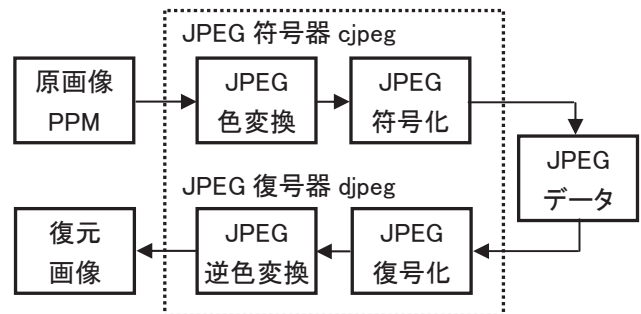 JPEG 符号器 cjpeg
原画像
PPM
JPEG
色変換
JPEG
符号化
JPEG
データ
JPEG 復号器 djpeg
復元
画像
JPEG
逆色変換
JPEG
復号化